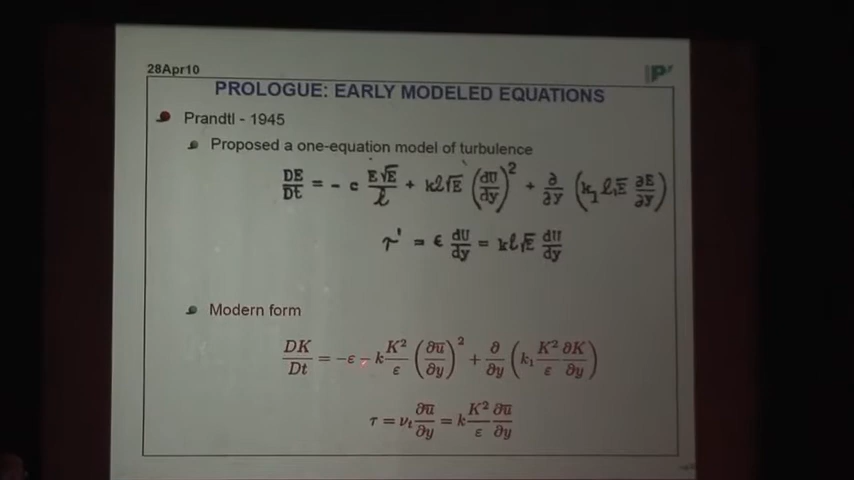 28Apr10
P
PROLOGUE: EARLY MODELED EQUATIONS
Prandtl - 1945
Proposed a one-equation model of turbulence
DE/Dt = - c E√E/ℓ + kℓ√E (dU/dy)² + ∂/∂y (k₁ ℓ√E ∂E/∂y)
τ' = ϵ dU/dy = kℓ√E dU/dy
Modern form
DK/Dt = -ε - k K²/ε (∂u̅/∂y)² + ∂/∂y (k₁ K²/ε ∂K/∂y)
τ = νₜ ∂u̅/∂y = k K²/ε ∂u̅/∂y